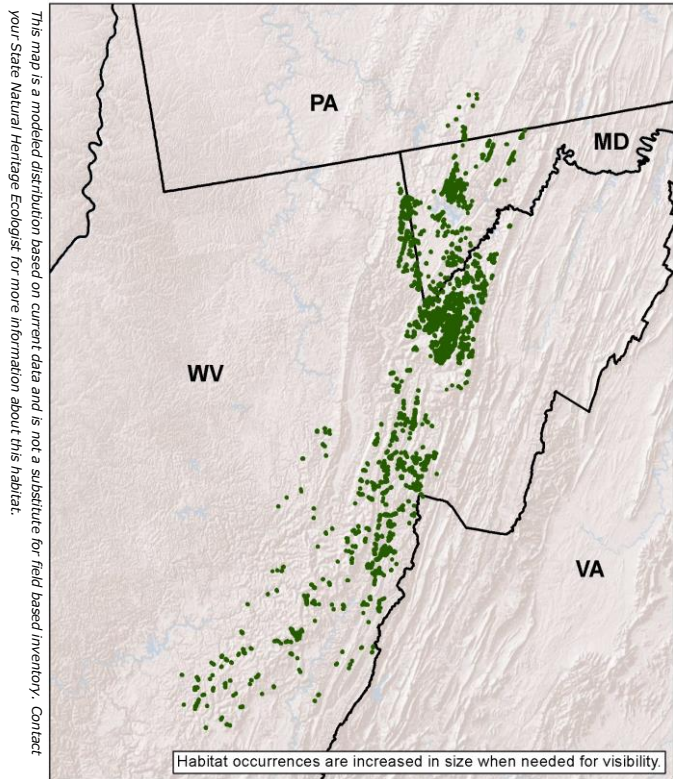 This map is a modeled distribution based on current data and is not a substitute for field based inventory. Contact
your State Natural Heritage Ecologist for more information about this habitat.
PA
MD
WV
VA
Habitat occurrences are increased in size when needed for visibility.